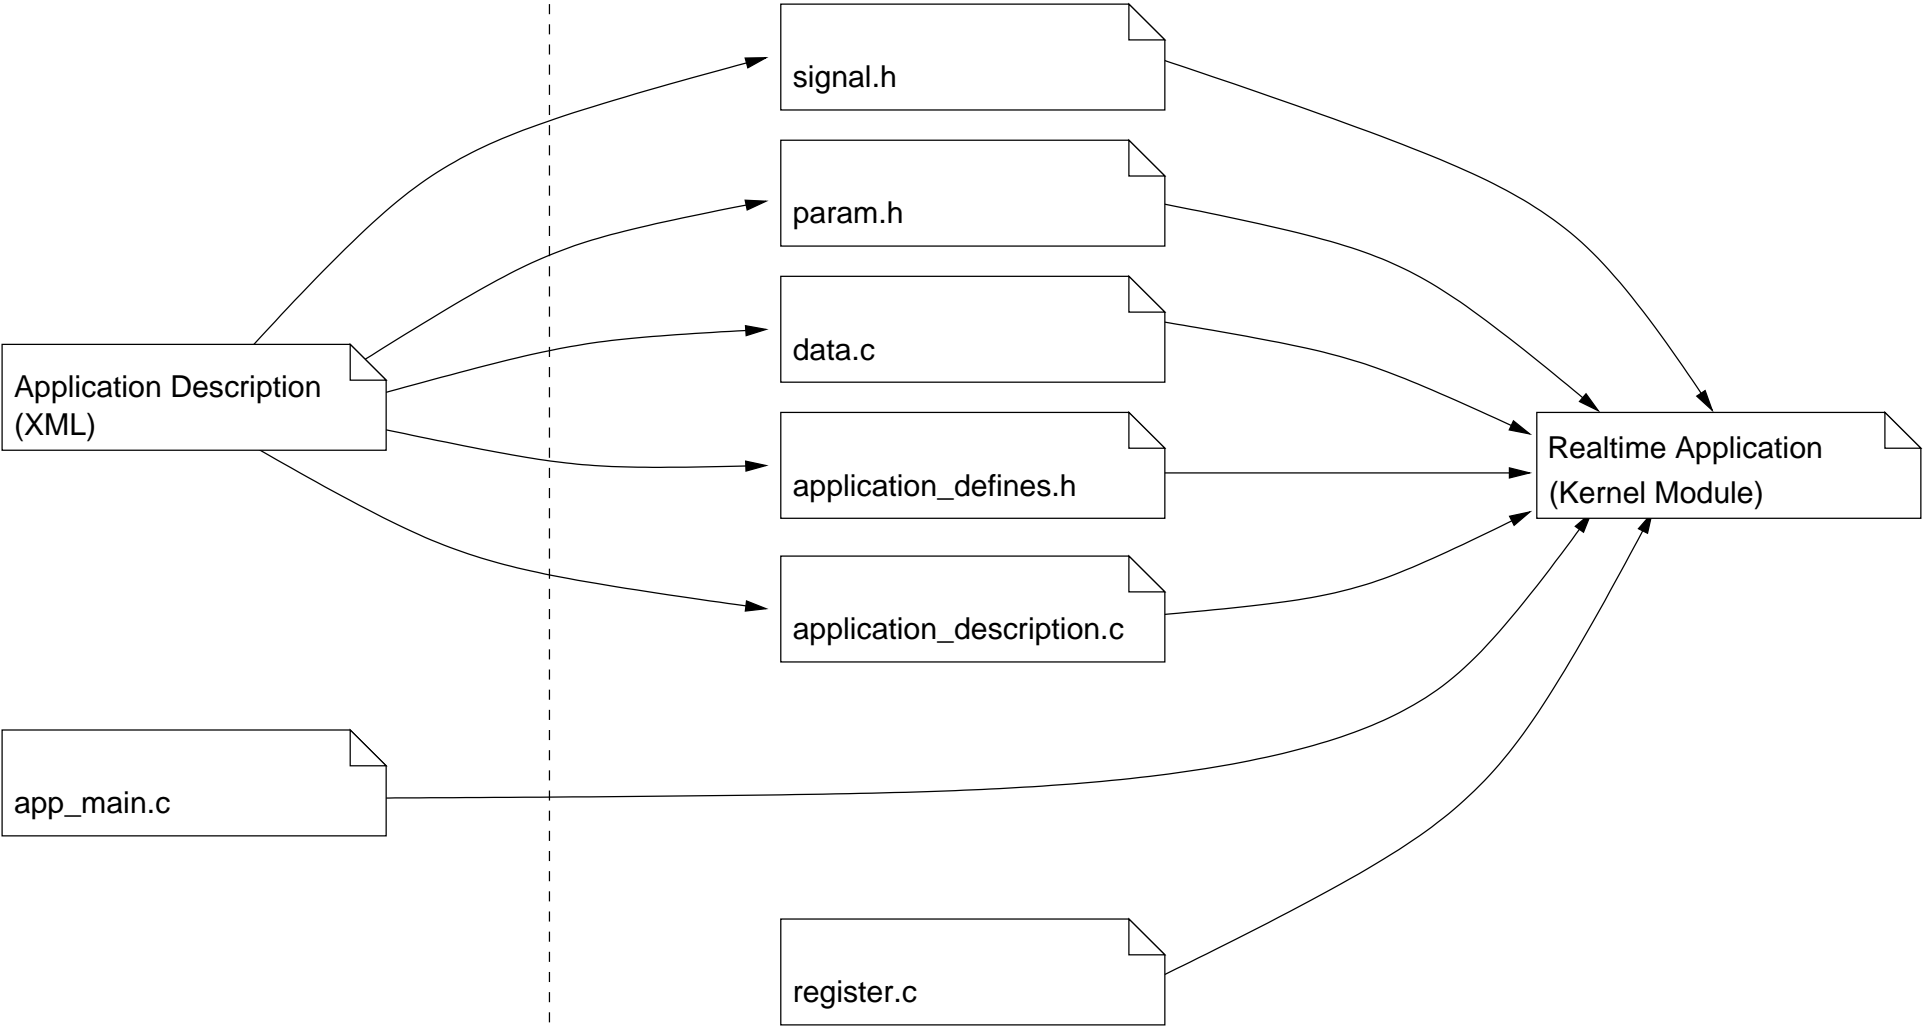 signal.h
param.h
data.c
Application Description
(XML)
Realtime Application
(Kernel Module)
application_defines.h
application_description.c
app_main.c
register.c